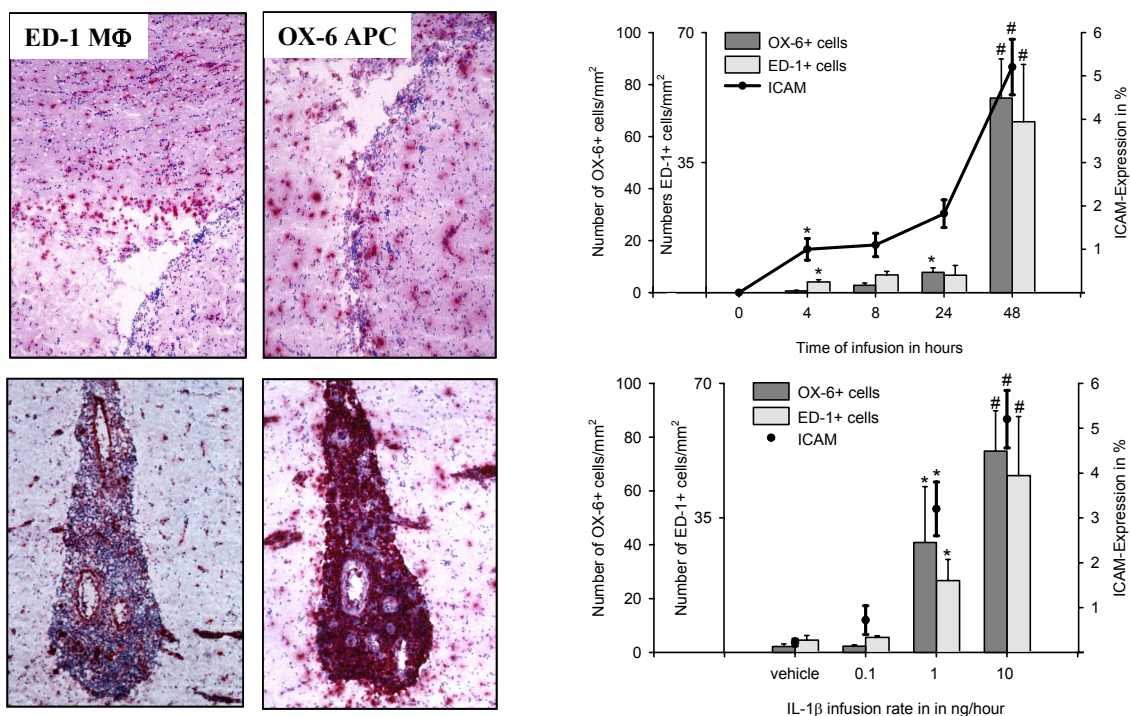 ED-1 MΦ
OX-6 APC
Number of OX-6+ cells/mm²
100
80
60
40
20
0
Numbers ED-1+ cells/mm²
70
35
OX-6+ cells
ED-1+ cells
ICAM
*
*
*
# # #
0 4 8 24 48
Time of infusion in hours
6
5
4
3
2
1
ICAM-Expression in %
Number of OX-6+ cells/mm²
100
80
60
40
20
0
Number of ED-1+ cells/mm²
70
35
OX-6+ cells
ED-1+ cells
ICAM
* * *
# # #
vehicle 0.1 1 10
IL-1β infusion rate in in ng/hour
6
5
4
3
2
1
ICAM-Expression in %